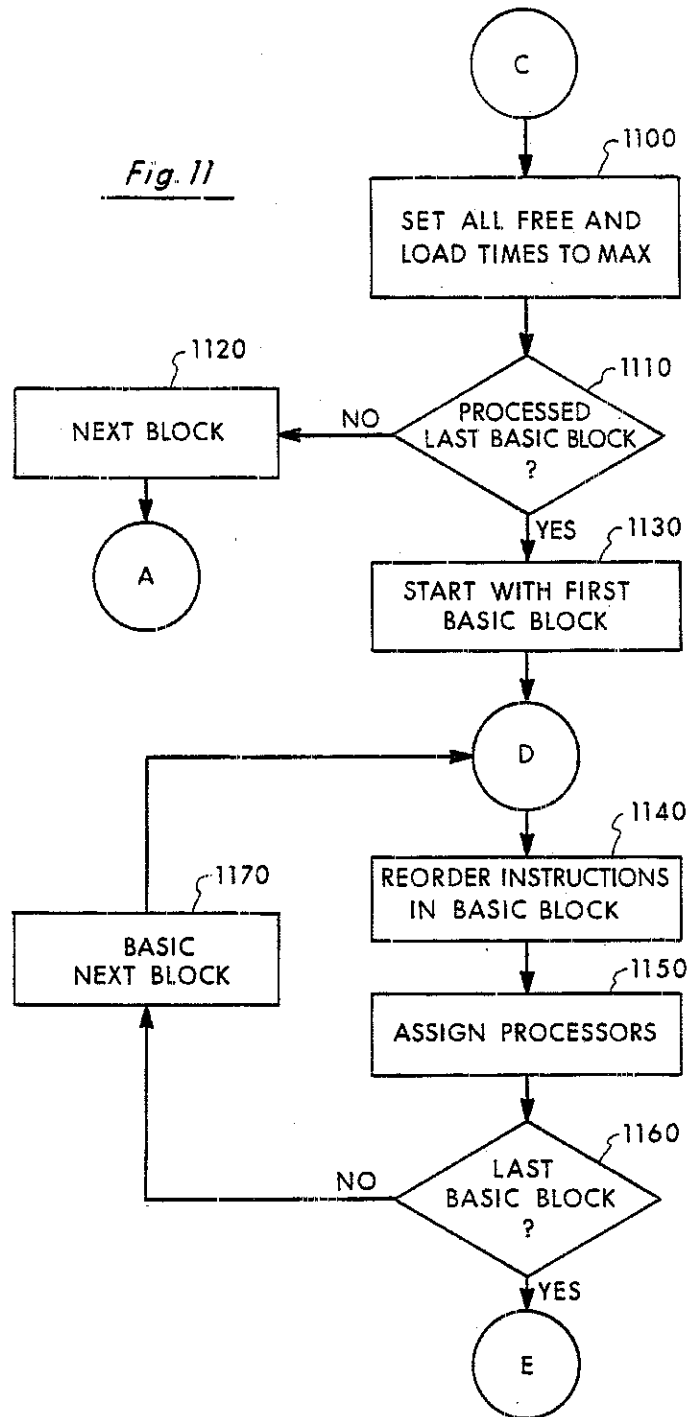 C
Fig. 11
1100
SET ALL FREE AND
LOAD TIMES TO MAX
1120
1110
NEXT BLOCK
NO
PROCESSED
LAST BASIC BLOCK
?
A
YES
1130
START WITH FIRST
BASIC BLOCK
D
1140
REORDER INSTRUCTIONS
IN BASIC BLOCK
1170
BASIC
NEXT BLOCK
1150
ASSIGN PROCESSORS
1160
NO
LAST
BASIC BLOCK
?
YES
E